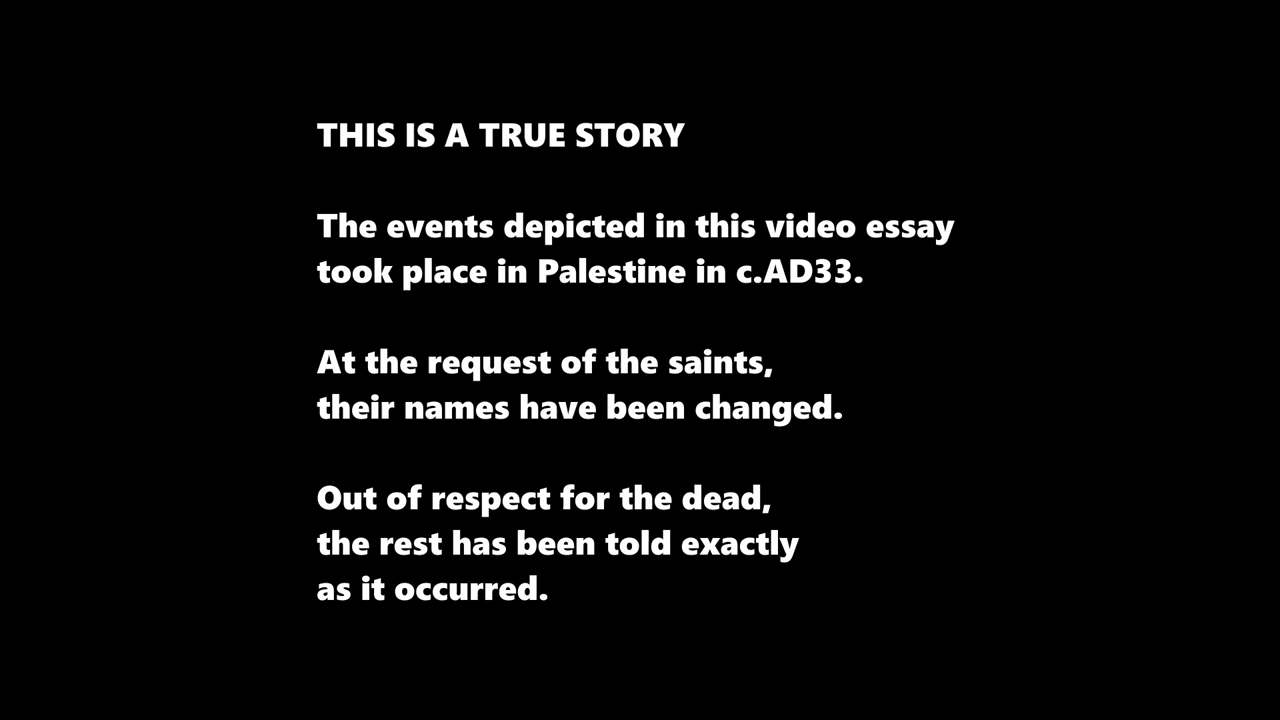 THIS IS A TRUE STORY
The events depicted in this video essay
took place in Palestine in c.AD33.
At the request of the saints,
their names have been changed.
Out of respect for the dead,
the rest has been told exactly
as it occurred.